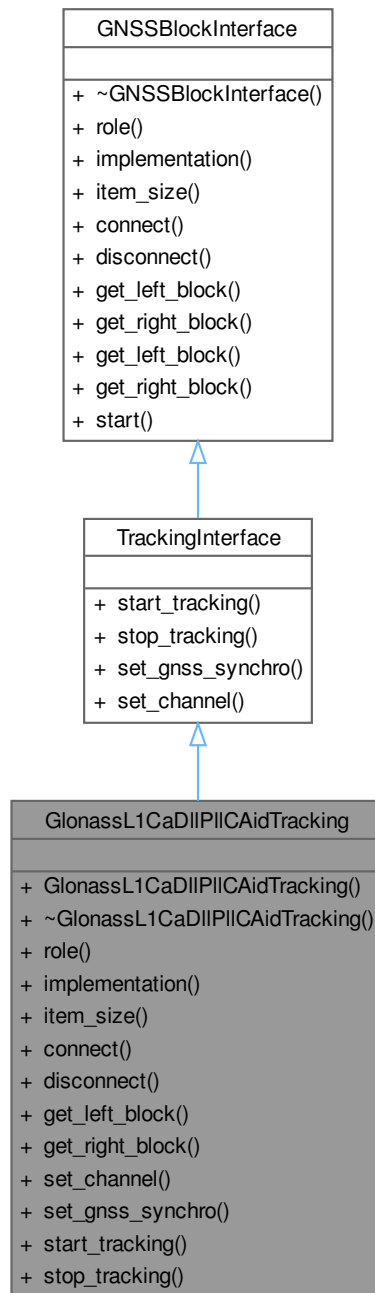 GNSSBlockInterface
+ ~GNSSBlockInterface()
+ role()
+ implementation()
+ item_size()
+ connect()
+ disconnect()
+ get_left_block()
+ get_right_block()
+ get_left_block()
+ get_right_block()
+ start()
TrackingInterface
+ start_tracking()
+ stop_tracking()
+ set_gnss_synchro()
+ set_channel()
GlonassL1CaDllPllCAidTracking
+ GlonassL1CaDllPllCAidTracking()
+ ~GlonassL1CaDllPllCAidTracking()
+ role()
+ implementation()
+ item_size()
+ connect()
+ disconnect()
+ get_left_block()
+ get_right_block()
+ set_channel()
+ set_gnss_synchro()
+ start_tracking()
+ stop_tracking()